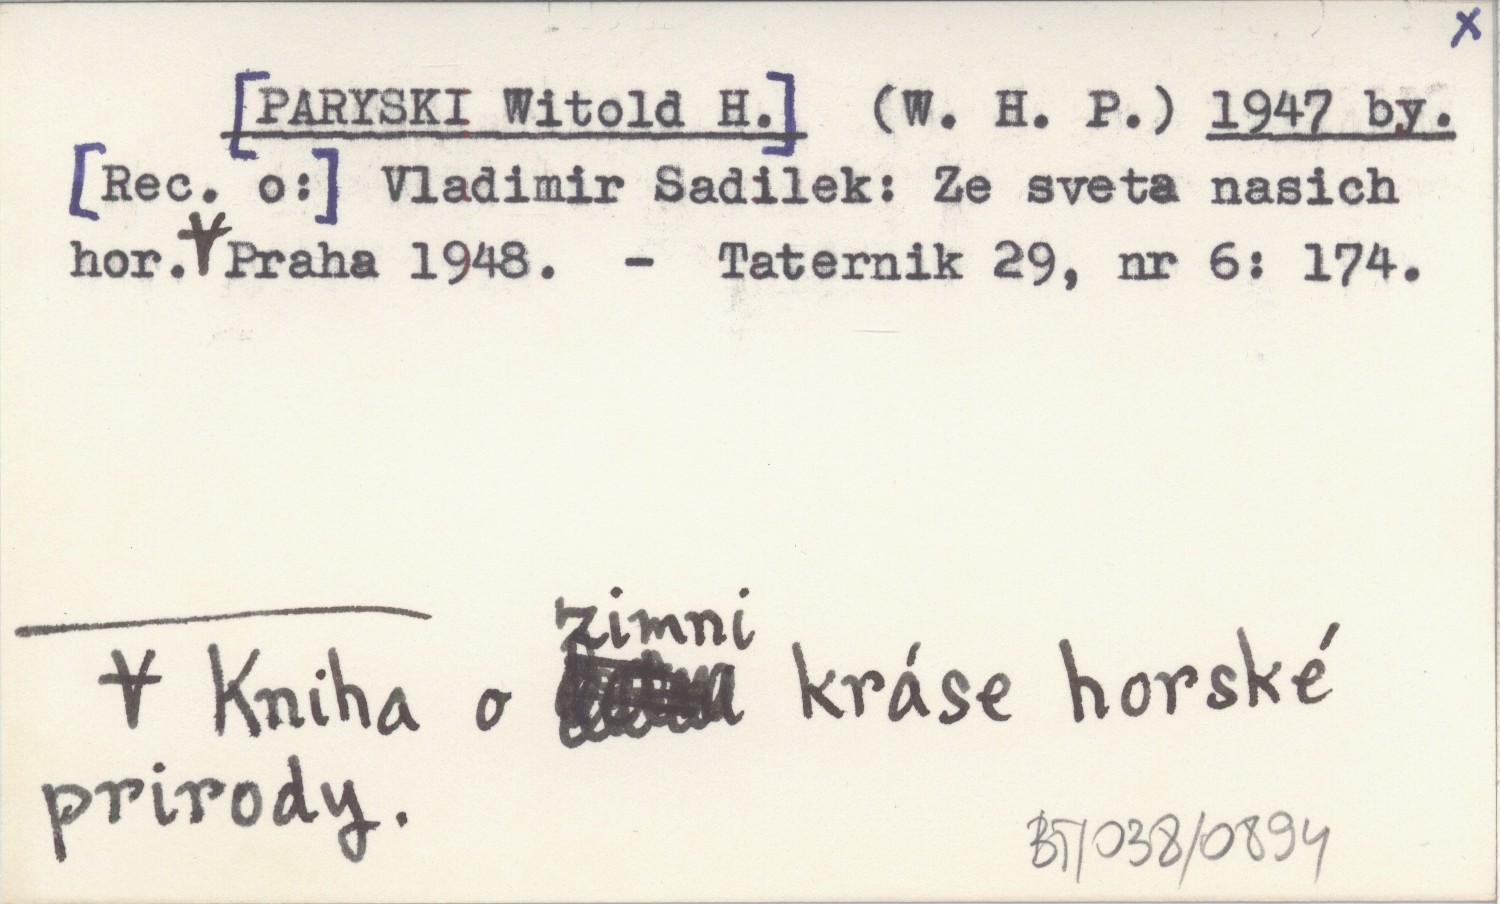 x
[PARYSKI Witold H.] (W. H. P.) 1947 by.
[Rec. o:] Vladimir Sadilek: Ze sveta nasich
hor. ∀ Praha 1948. - Taternik 29, nr 6: 174.
zimni
∀ Kniha o kráse horské
prirody.
BT/038/0894